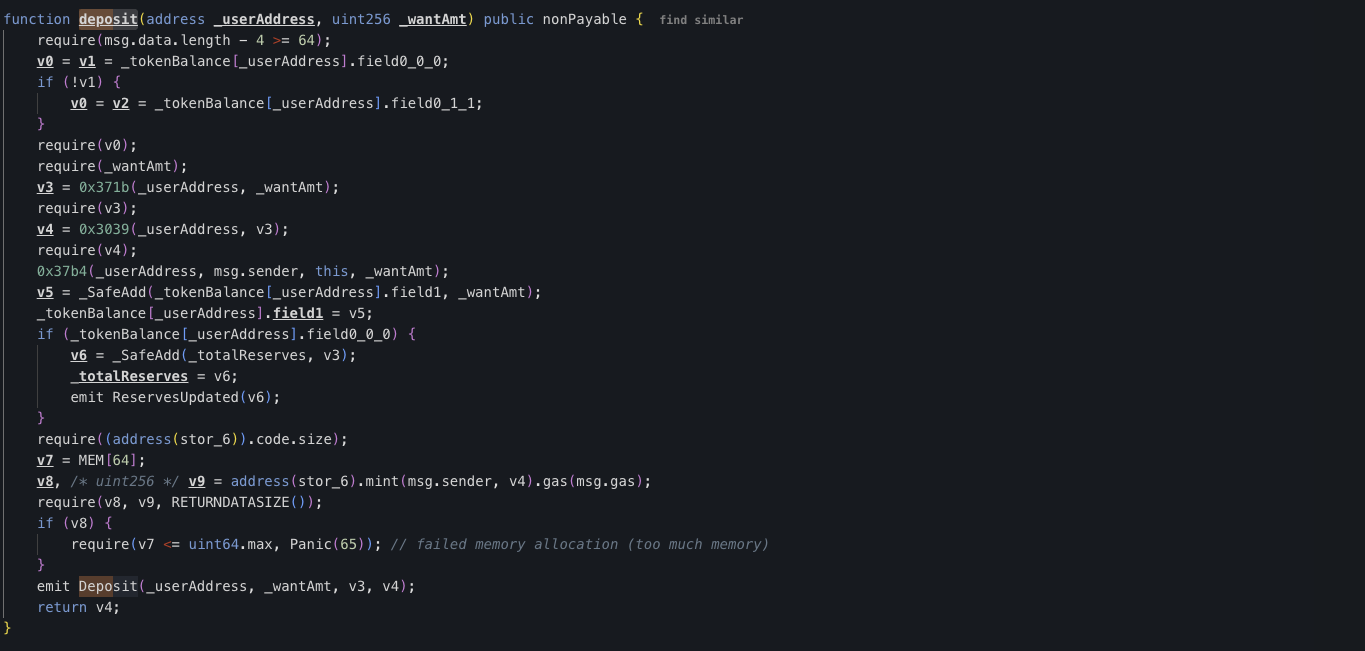 function deposit(address _userAddress, uint256 _wantAmt) public nonPayable { find similar
require(msg.data.length - 4 >= 64);
v0 = v1 = _tokenBalance[_userAddress].field0_0_0;
if (!v1) {
v0 = v2 = _tokenBalance[_userAddress].field0_1_1;
}
require(v0);
require(_wantAmt);
v3 = 0x371b(_userAddress, _wantAmt);
require(v3);
v4 = 0x3039(_userAddress, v3);
require(v4);
0x37b4(_userAddress, msg.sender, this, _wantAmt);
v5 = _SafeAdd(_tokenBalance[_userAddress].field1, _wantAmt);
_tokenBalance[_userAddress].field1 = v5;
if (_tokenBalance[_userAddress].field0_0_0) {
v6 = _SafeAdd(_totalReserves, v3);
_totalReserves = v6;
emit ReservesUpdated(v6);
}
require((address(stor_6)).code.size);
v7 = MEM[64];
v8, /* uint256 */ v9 = address(stor_6).mint(msg.sender, v4).gas(msg.gas);
require(v8, v9, RETURNDATASIZE());
if (v8) {
require(v7 <= uint64.max, Panic(65)); // failed memory allocation (too much memory)
}
emit Deposit(_userAddress, _wantAmt, v3, v4);
return v4;
}